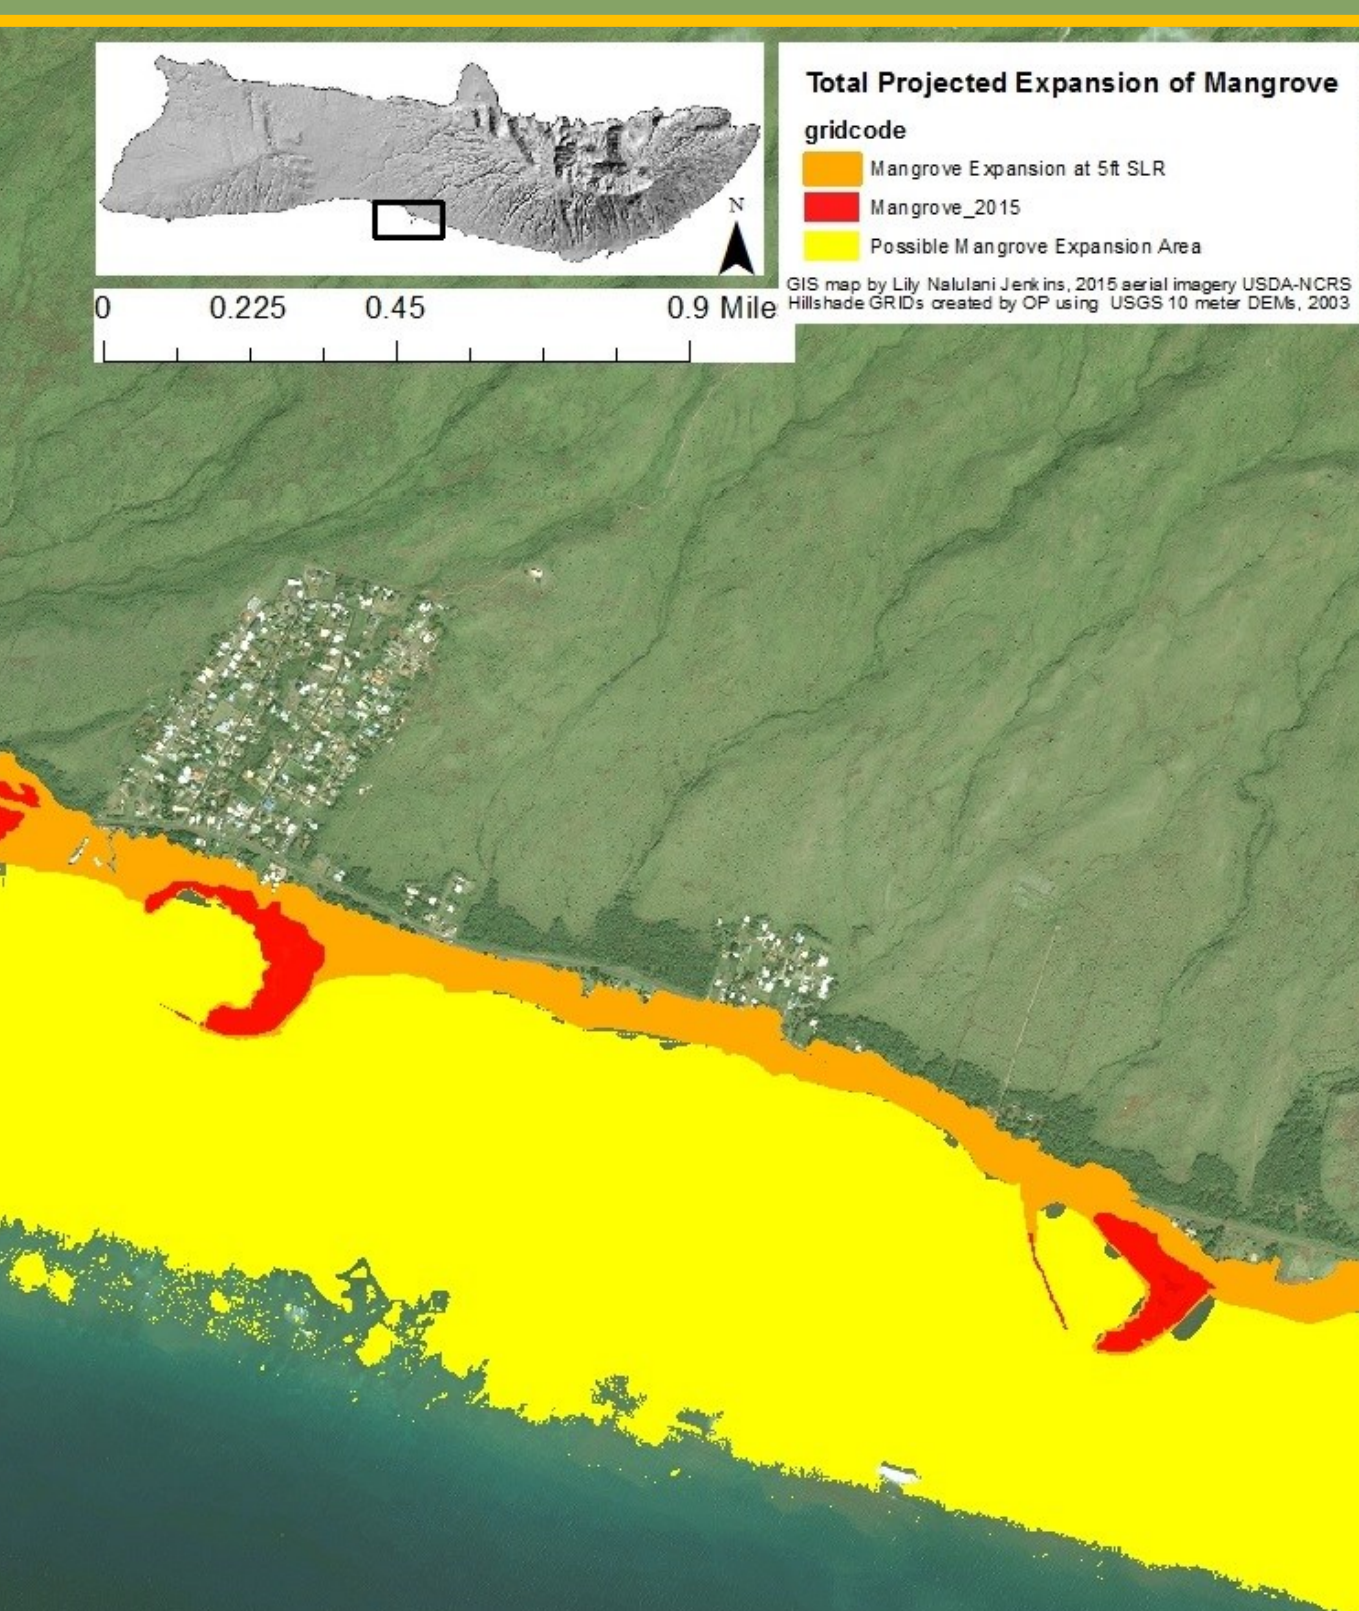 Total Projected Expansion of Mangrove
gridcode
Mangrove Expansion at 5ft SLR
Mangrove_2015
Possible Mangrove Expansion Area
GIS map by Lily Nalulani Jenkins, 2015 aerial imagery USDA-NCRS
Hillshade GRIDs created by OP using USGS 10 meter DEMs, 2003
N
0 0.225 0.45 0.9 Mile